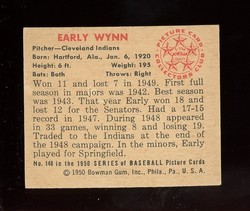 EARLY WYNN
Pitcher—Cleveland Indians
Born: Hartford, Ala., Jan. 6, 1920
Height: 6 ft. Weight: 195
Bats: Both Throws: Right
PICTURE CARD
COLLECTORS
Won 11 and lost 7 in 1949. First full
season in majors was 1942. Best season
was 1943. That year Early won 18 and
lost 12 for the Senators. Had a 17-15
record in 1947. During 1948 appeared
in 33 games, winning 8 and losing
19. Traded to the Indians at end
of the 1948 campaign. In the minors, Early
played for Springfield.
No. 148 in the 1950 SERIES of BASEBALL Picture Cards
© 1950 Bowman Gum, Inc., Phila., Pa., U. S. A.